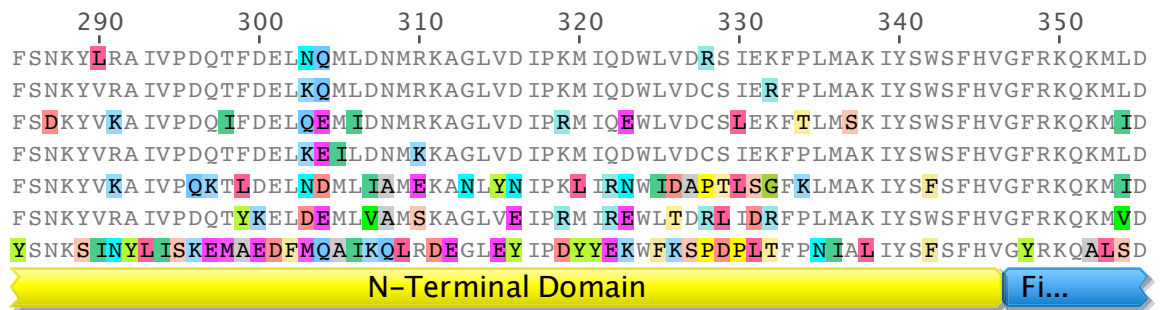 290 300 310 320 330 340 350
FSNKYLRAIVPDQTFDELNQMLDNMRKAGLVDIPKMIQDWLVDRSIEKFPLMAKIYSWSFHVGFRKQKMLD
FSNKYVRAIVPDQTFDELKQMLDNMRKAGLVDIPKMIQDWLVDCSIERFPLMAKIYSWSFHVGFRKQKMLD
FSDKYVKAIVPDQIFDELQEMIDNMRKAGLVDIPRMIQEWLVDCSLEKFTLMSKIYSWSFHVGFRKQKMID
FSNKYVRAIVPDQTFDELKEILDNMKKAGLVDIPKMIQDWLVDCSIEKFPLMAKIYSWSFHVGFRKQKMLD
FSNKYVKAIVPQKTLDELNDMLIAMEKANLYNIPKLIRNWIDAPTLSGFKLMAKIYSFSFHVGFRKQKMID
FSNKYVRAIVPDQTYKELDEMLVAMSKAGLVEIPRMIREWLTDRLIDRFPLMAKIYSWSFHVGFRKQKMVD
YSNKSINYLISKEMAEDFMQAIKQLRDEGLEYIPDYYEKWFKSPDPLTFPNIALIYSFSFHVGYRKQALSD
N-Terminal Domain Fi...